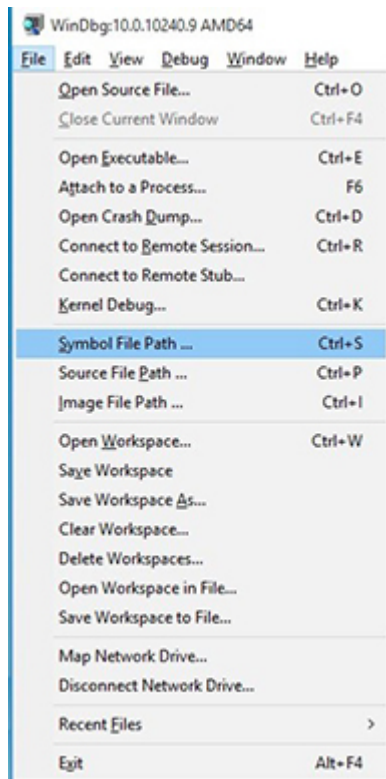 WinDbg:10.0.10240.9 AMD64
File Edit View Debug Window Help
Open Source File... Ctrl+O
Close Current Window Ctrl+F4
Open Executable... Ctrl+E
Attach to a Process... F6
Open Crash Dump... Ctrl+D
Connect to Remote Session... Ctrl+R
Connect to Remote Stub...
Kernel Debug... Ctrl+K
Symbol File Path ... Ctrl+S
Source File Path ... Ctrl+P
Image File Path ... Ctrl+I
Open Workspace... Ctrl+W
Save Workspace
Save Workspace As...
Clear Workspace...
Delete Workspaces...
Open Workspace in File...
Save Workspace to File...
Map Network Drive...
Disconnect Network Drive...
Recent Files >
Exit Alt+F4